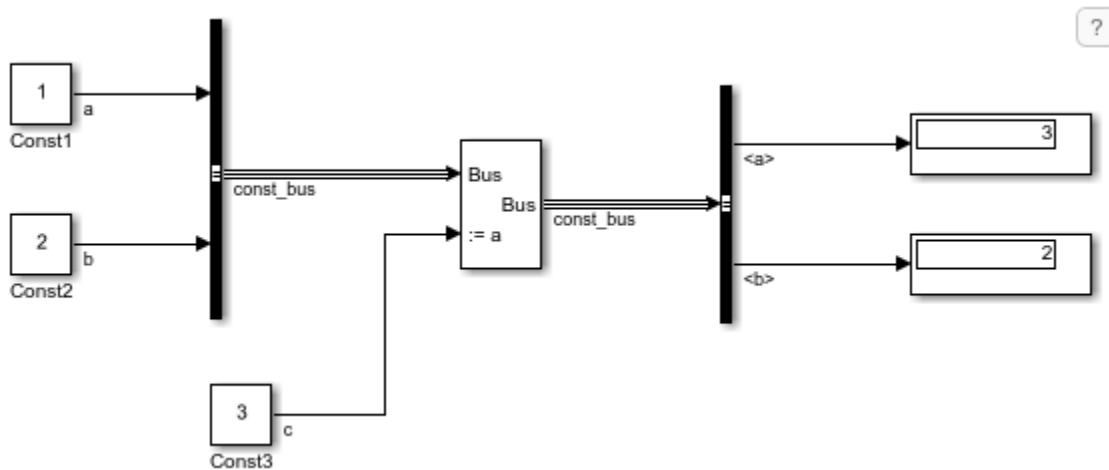 ?
1
a
Const1
const_bus
2
b
Const2
Bus
Bus
:= a
const_bus
<a>
3
<b>
2
3
c
Const3